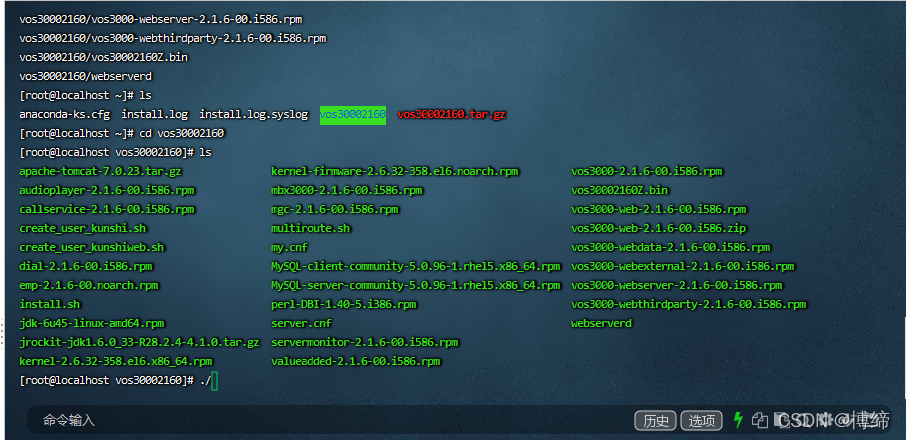 vos30002160/vos3000-webserver-2.1.6-00.i586.rpm
vos30002160/vos3000-webthirdparty-2.1.6-00.i586.rpm
vos30002160/vos30002160Z.bin
vos30002160/webserverd
[root@localhost ~]# ls
anaconda-ks.cfg install.log install.log.syslog vos30002160 vos30002160.tar.gz
[root@localhost ~]# cd vos30002160
[root@localhost vos30002160]# ls
apache-tomcat-7.0.23.tar.gz kernel-firmware-2.6.32-358.el6.noarch.rpm vos3000-2.1.6-00.i586.rpm
audioplayer-2.1.6-00.i586.rpm mbx3000-2.1.6-00.i586.rpm vos30002160Z.bin
callservice-2.1.6-00.i586.rpm mgc-2.1.6-00.i586.rpm vos3000-web-2.1.6-00.i586.rpm
create_user_kunshi.sh multiroute.sh vos3000-web-2.1.6-00.i586.zip
create_user_kunshiweb.sh my.cnf vos3000-webdata-2.1.6-00.i586.rpm
dial-2.1.6-00.i586.rpm MySQL-client-community-5.0.96-1.rhel5.x86_64.rpm vos3000-webexternal-2.1.6-00.i586.rpm
emp-2.1.6-00.noarch.rpm MySQL-server-community-5.0.96-1.rhel5.x86_64.rpm vos3000-webserver-2.1.6-00.i586.rpm
install.sh perl-DBI-1.40-5.i386.rpm vos3000-webthirdparty-2.1.6-00.i586.rpm
jdk-6u45-linux-amd64.rpm server.cnf webserverd
jrockit-jdk1.6.0_33-R28.2.4-4.1.0.tar.gz servermonitor-2.1.6-00.i586.rpm
kernel-2.6.32-358.el6.x86_64.rpm valueadded-2.1.6-00.i586.rpm
[root@localhost vos30002160]# ./
命令输入 历史 选项 CSDN @博缔